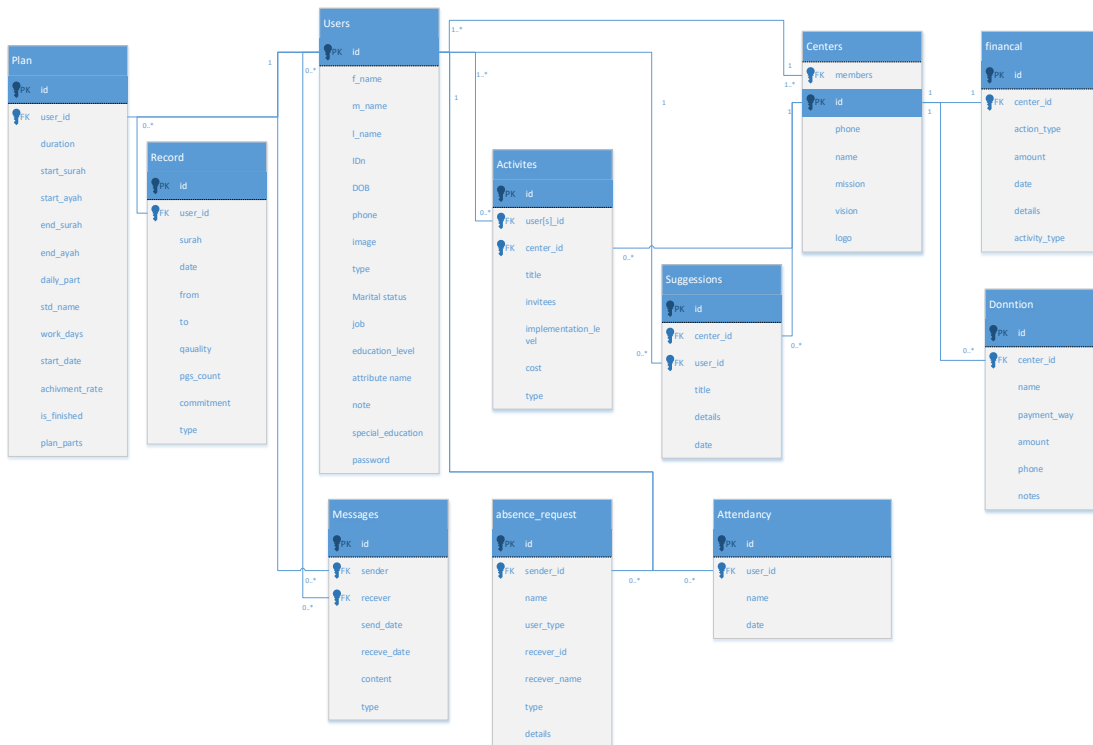 Plan
PK id
FK user_id
duration
start_surah
start_ayah
end_surah
end_ayah
daily_part
std_name
work_days
start_date
achivment_rate
is_finished
plan_parts
Record
PK id
FK user_id
surah
date
from
to
qauality
pgs_count
commitment
type
Users
PK id
f_name
m_name
l_name
IDn
DOB
phone
image
type
Marital status
job
education_level
attribute name
note
special_education
password
Activites
PK id
FK user[s]_id
FK center_id
title
invitees
implementation_le
vel
cost
type
Suggessions
PK id
FK center_id
FK user_id
title
details
date
Centers
FK members
PK id
phone
name
mission
vision
logo
financal
PK id
FK center_id
action_type
amount
date
details
activity_type
Donntion
PK id
FK center_id
name
payment_way
amount
phone
notes
Messages
PK id
FK sender
FK recever
send_date
receve_date
content
type
absence_request
PK id
FK sender_id
name
user_type
recever_id
recever_name
type
details
Attendancy
PK id
FK user_id
name
date
1
0..*
0..*
1..*
1..*
1
1
0..*
1
1..*
1
1
1
1
0..*
0..*
0..*
0..*
0..*
0..*
0..*
0..*